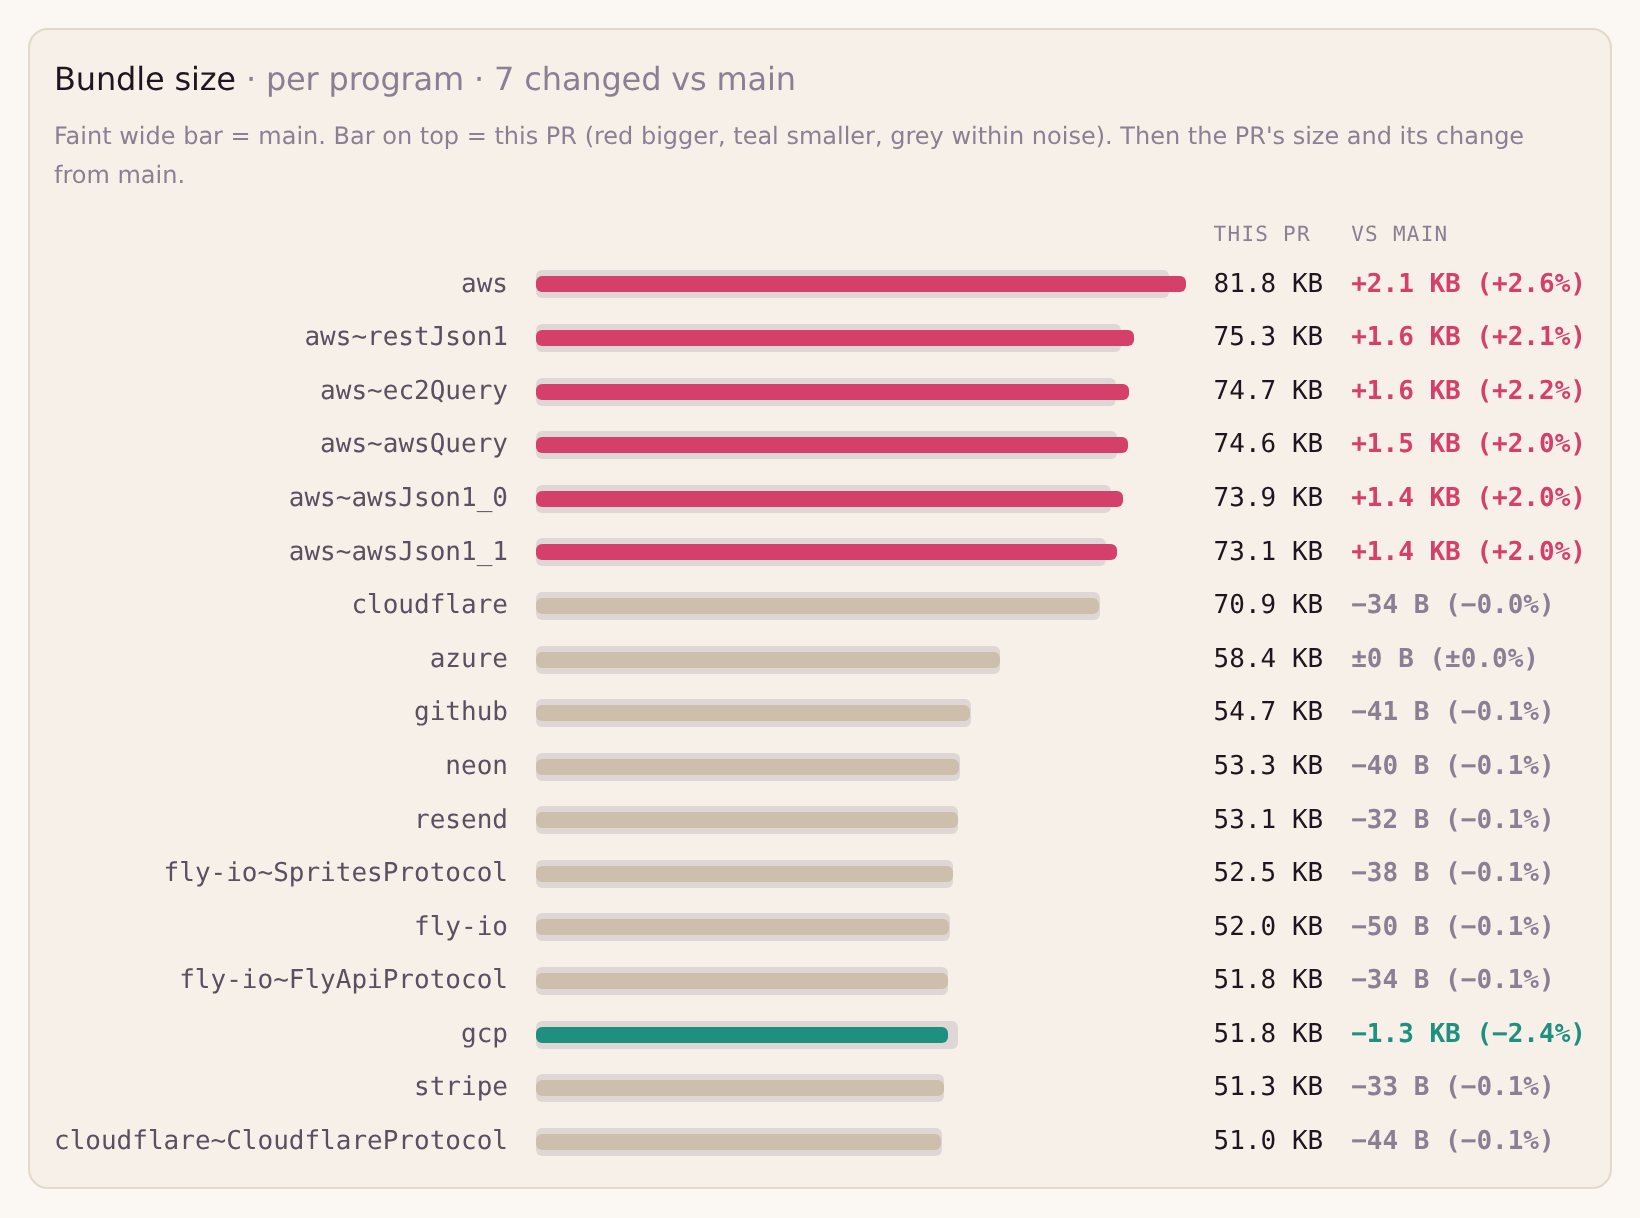 Bundle size · per program · 7 changed vs main
Faint wide bar = main. Bar on top = this PR (red bigger, teal smaller, grey within noise). Then the PR's size and its change
from main.
THIS PR VS MAIN
aws 81.8 KB +2.1 KB (+2.6%)
aws~restJson1 75.3 KB +1.6 KB (+2.1%)
aws~ec2Query 74.7 KB +1.6 KB (+2.2%)
aws~awsQuery 74.6 KB +1.5 KB (+2.0%)
aws~awsJson1_0 73.9 KB +1.4 KB (+2.0%)
aws~awsJson1_1 73.1 KB +1.4 KB (+2.0%)
cloudflare 70.9 KB −34 B (−0.0%)
azure 58.4 KB ±0 B (±0.0%)
github 54.7 KB −41 B (−0.1%)
neon 53.3 KB −40 B (−0.1%)
resend 53.1 KB −32 B (−0.1%)
fly-io~SpritesProtocol 52.5 KB −38 B (−0.1%)
fly-io 52.0 KB −50 B (−0.1%)
fly-io~FlyApiProtocol 51.8 KB −34 B (−0.1%)
gcp 51.8 KB −1.3 KB (−2.4%)
stripe 51.3 KB −33 B (−0.1%)
cloudflare~CloudflareProtocol 51.0 KB −44 B (−0.1%)